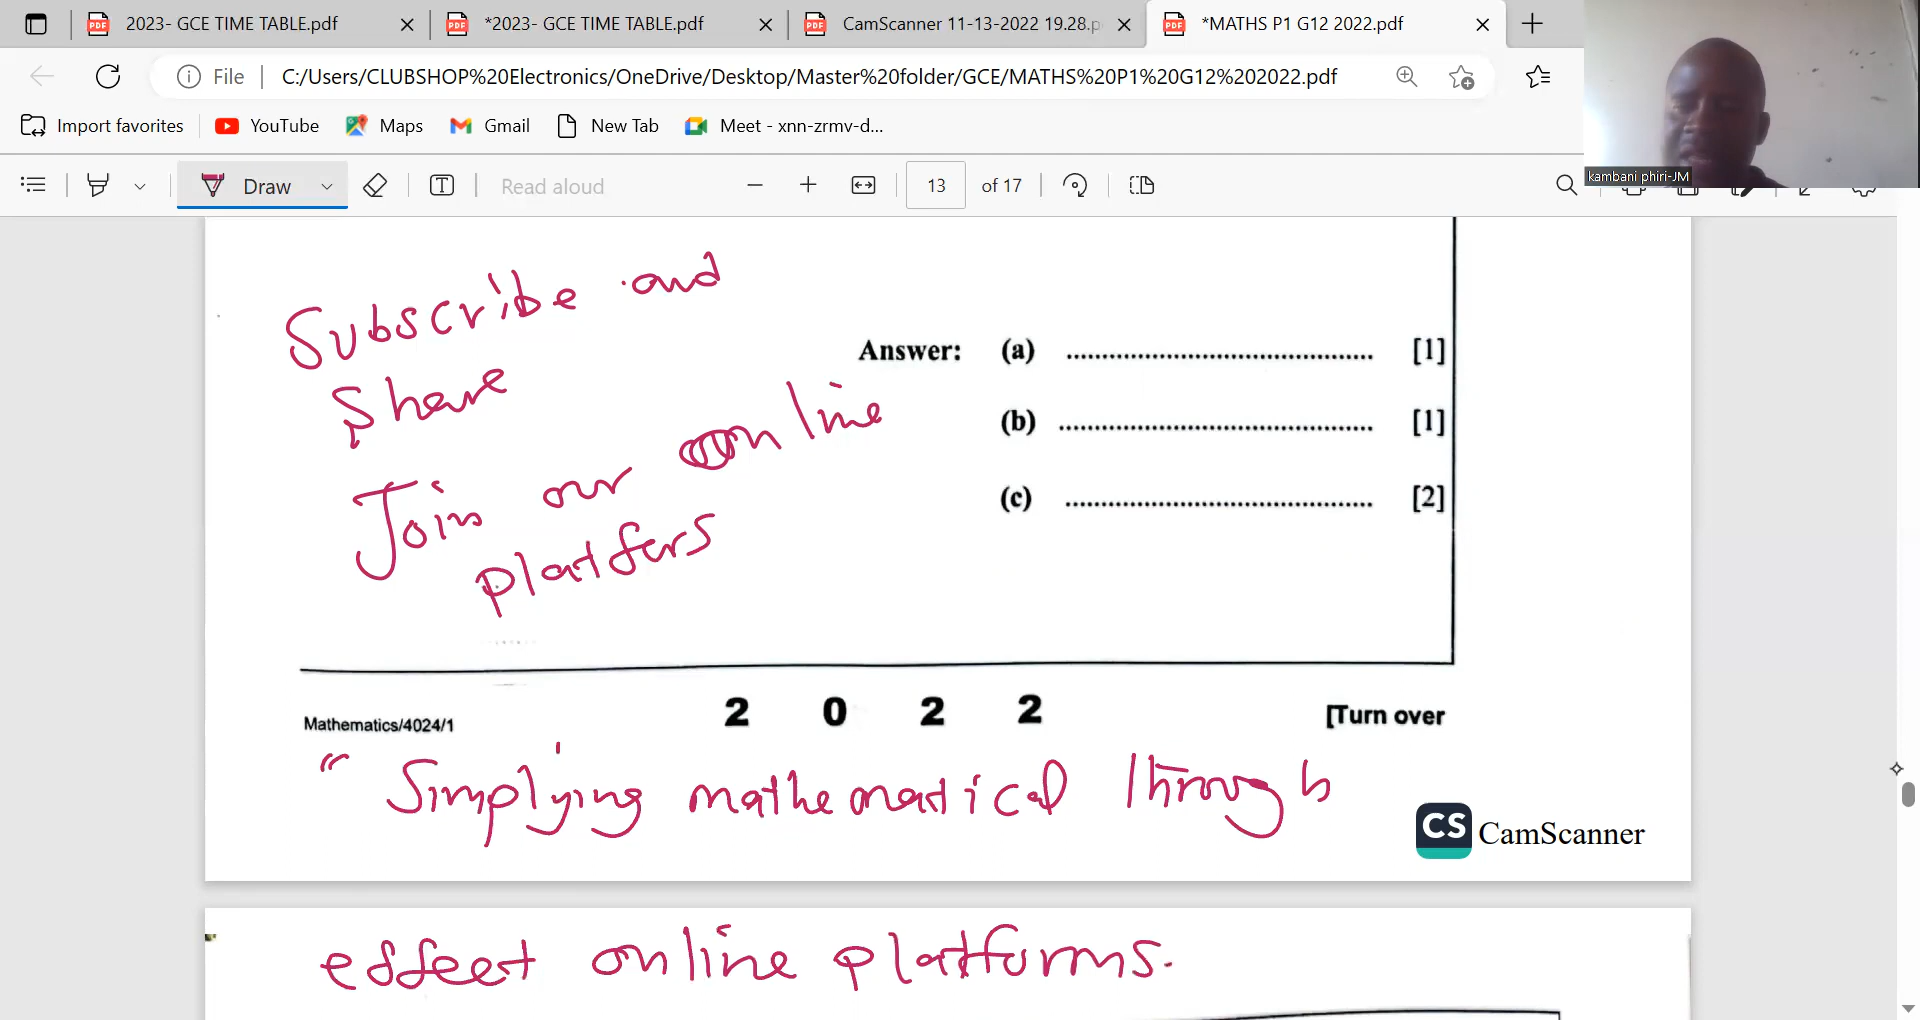 2023- GCE TIME TABLE.pdf
*2023- GCE TIME TABLE.pdf
CamScanner 11-13-2022 19.28.p
*MATHS P1 G12 2022.pdf
File
C:/Users/CLUBSHOP%20Electronics/OneDrive/Desktop/Master%20folder/GCE/MATHS%20P1%20G12%202022.pdf
Import favorites
YouTube
Maps
Gmail
New Tab
Meet - xnn-zrmv-d...
kambani phiri-JM
Draw
Read aloud
13 of 17
Subscribe and
Share
Join our online
platfors
Answer: (a) ........................................ [1]
(b) ........................................ [1]
(c) ........................................ [2]
Mathematics/4024/1
2 0 2 2
[Turn over
" Simplying mathematical through
CS CamScanner
effect online platforms.